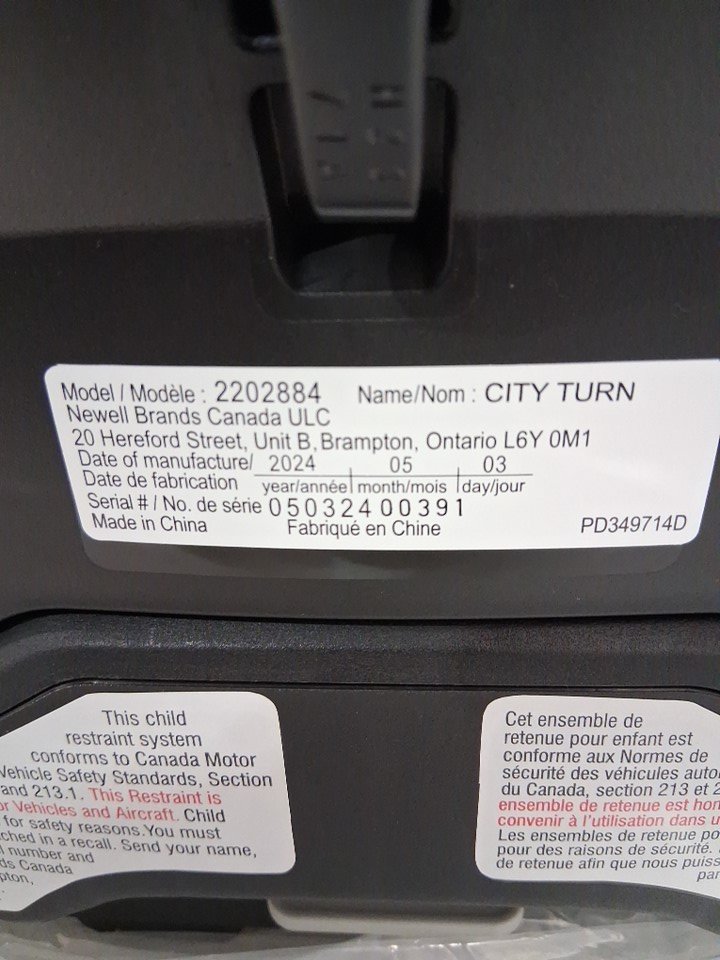 Model / Modèle : 2202884 Name/Nom : CITY TURN
Newell Brands Canada ULC
20 Hereford Street, Unit B, Brampton, Ontario L6Y 0M1
Date of manufacture/ 2024 05 03
Date de fabrication year/année month/mois day/jour
Serial # / No. de série 05032400391
Made in China Fabriqué en Chine PD349714D
This child
restraint system
conforms to Canada Motor
Vehicle Safety Standards, Section
and 213.1. This Restraint is
or Vehicles and Aircraft. Child
for safety reasons. You must
in a recall. Send your name,
number and
Canada
Cet ensemble de
retenue pour enfant est
conforme aux Normes de
sécurité des véhicules
du Canada, section 213 et
ensemble de retenue est
convenir à l'utilisation dans
Les ensembles de retenue
pour des raisons de sécurité.
de retenue afin que nous